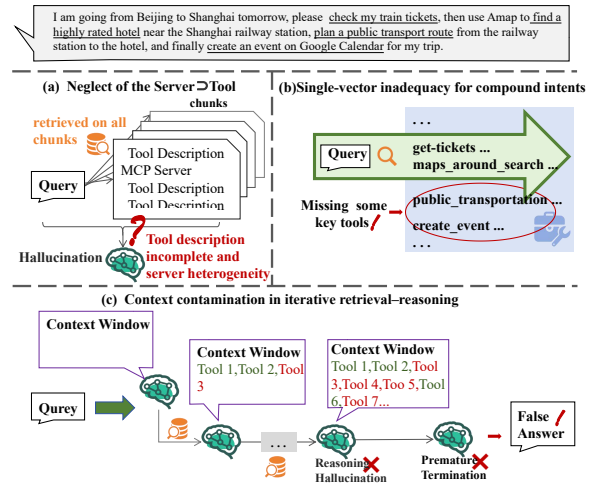 I am going from Beijing to Shanghai tomorrow, please check my train tickets, then use Amap to find a
highly rated hotel near the Shanghai railway station, plan a public transport route from the railway
station to the hotel, and finally create an event on Google Calendar for my trip.
(a) Neglect of the Server⊃Tool
chunks
retrieved on all
chunks
Tool Description
MCP Server
Tool Description
Tool Description
Query
?
Tool description
incomplete and
server heterogeneity
Hallucination
(b)Single-vector inadequacy for compound intents
...
Query
get-tickets ...
maps_around_search ...
Missing some
key tools
public_transportation ...
create_event ...
...
(c) Context contamination in iterative retrieval–reasoning
Context Window
Context Window
Tool 1,Tool 2,Tool
3
Context Window
Tool 1,Tool 2,Tool
3,Tool 4,Too 5,Tool
6,Tool 7...
Qurey
...
Reasoning
Hallucination
Premature
Termination
False
Answer